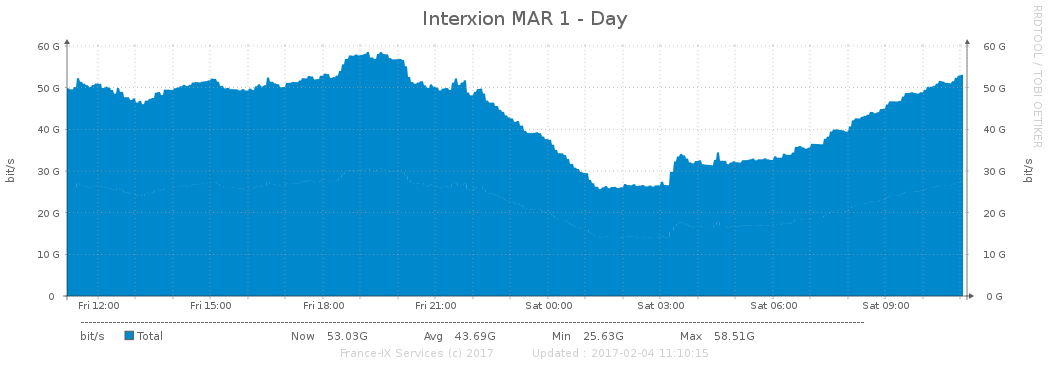 Interxion MAR 1 - Day
RRDTOOL / TOBI OETIKER
bit/s
bit/s
60 G 60 G
50 G 50 G
40 G 40 G
30 G 30 G
20 G 20 G
10 G 10 G
0 0 G
Fri 12:00 Fri 15:00 Fri 18:00 Fri 21:00 Sat 00:00 Sat 03:00 Sat 06:00 Sat 09:00
bit/s Total Now 53.03G Avg 43.69G Min 25.63G Max 58.51G
France-IX Services (c) 2017 Updated : 2017-02-04 11:10:15